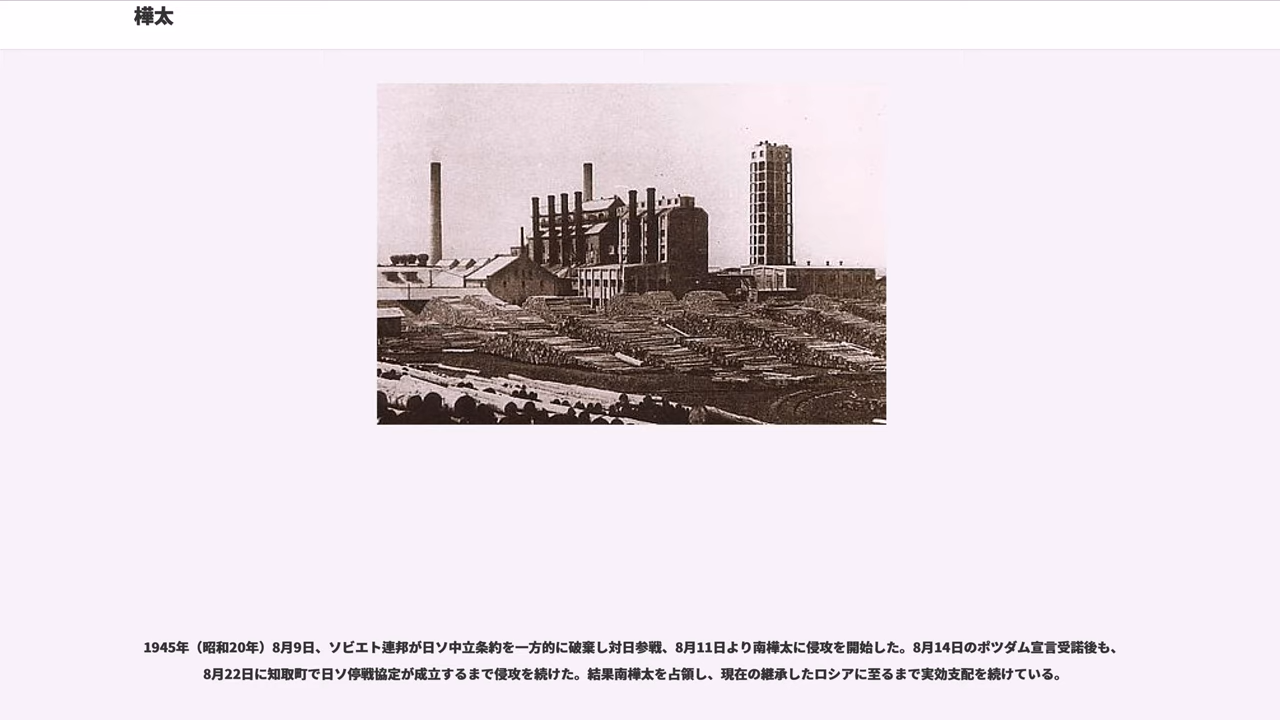 樺太
1945年（昭和20年）8月9日、ソビエト連邦が日ソ中立条約を一方的に破棄し対日参戦、8月11日より南樺太に侵攻を開始した。8月14日のポツダム宣言受諾後も、
8月22日に知取町で日ソ停戦協定が成立するまで侵攻を続けた。結果南樺太を占領し、現在の継承したロシアに至るまで実効支配を続けている。